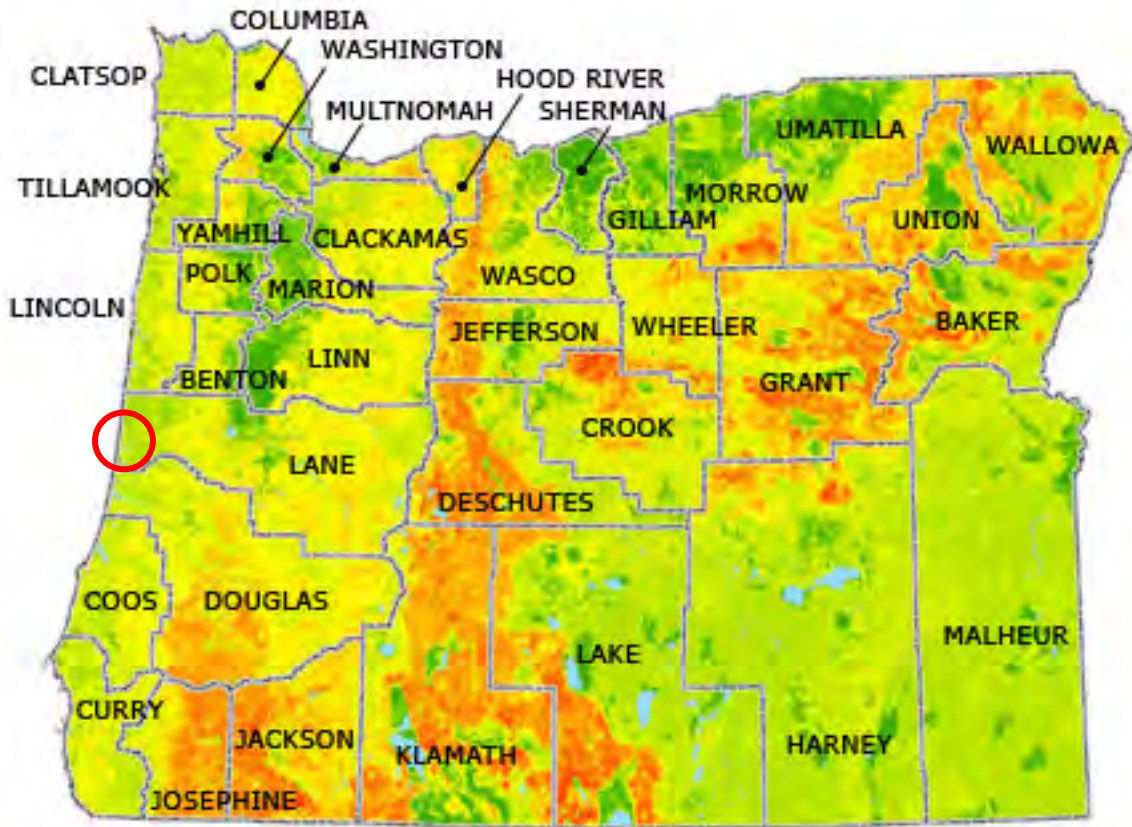 COLUMBIA
WASHINGTON
CLATSOP
HOOD RIVER
MULTNOMAH
SHERMAN
UMATILLA
WALLOWA
TILLAMOOK
MORROW
GILLIAM
UNION
YAMHILL
CLACKAMAS
POLK
WASCO
MARION
LINCOLN
JEFFERSON
WHEELER
BAKER
LINN
BENTON
GRANT
CROOK
LANE
DESCHUTES
COOS
DOUGLAS
MALHEUR
LAKE
CURRY
JACKSON
KLAMATH
HARNEY
JOSEPHINE